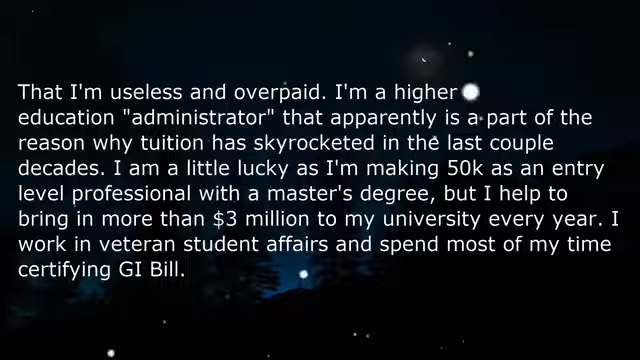 That I'm useless and overpaid. I'm a higher
education "administrator" that apparently is a part of the
reason why tuition has skyrocketed in the last couple
decades. I am a little lucky as I'm making 50k as an entry
level professional with a master's degree, but I help to
bring in more than $3 million to my university every year. I
work in veteran student affairs and spend most of my time
certifying GI Bill.